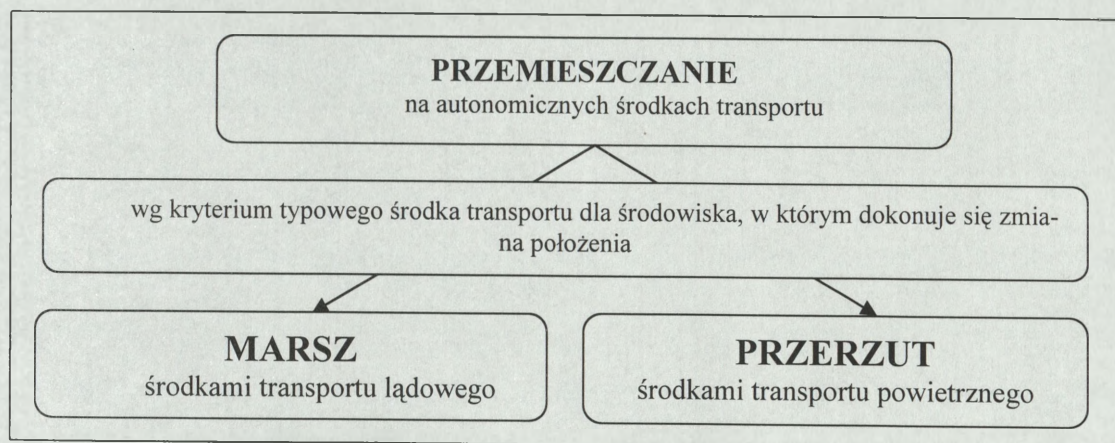 PRZEMIESZCZANIE
na autonomicznych środkach transportu
wg kryterium typowego środka transportu dla środowiska, w którym dokonuje się zmia-
na położenia
MARSZ
środkami transportu lądowego
PRZERZUT
środkami transportu powietrznego